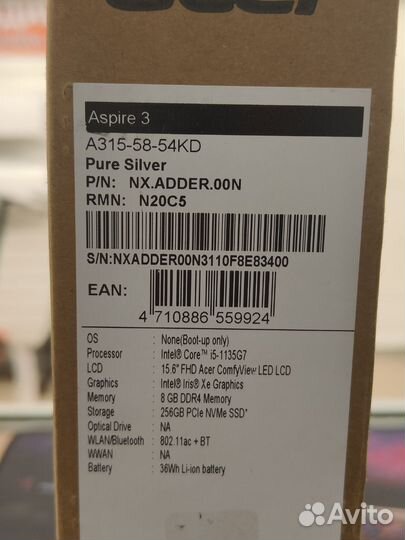 acer
Aspire 3
A315-58-54KD
Pure Silver
P/N: NX.ADDER.00N
RMN: N20C5
S/N:NXADDER00N3110F8E83400
EAN:
4 710886 559924
OS : None(Boot-up only)
Processor : Intel® Core™ i5-1135G7
LCD : 15.6" FHD Acer ComfyView LED LCD
Graphics : Intel® Iris® Xe Graphics
Memory : 8 GB DDR4 Memory
Storage : 256GB PCIe NVMe SSD*
Optical Drive : NA
WLAN/Bluetooth : 802.11ac + BT
WWAN : NA
Battery : 36Wh Li-ion battery
Avito